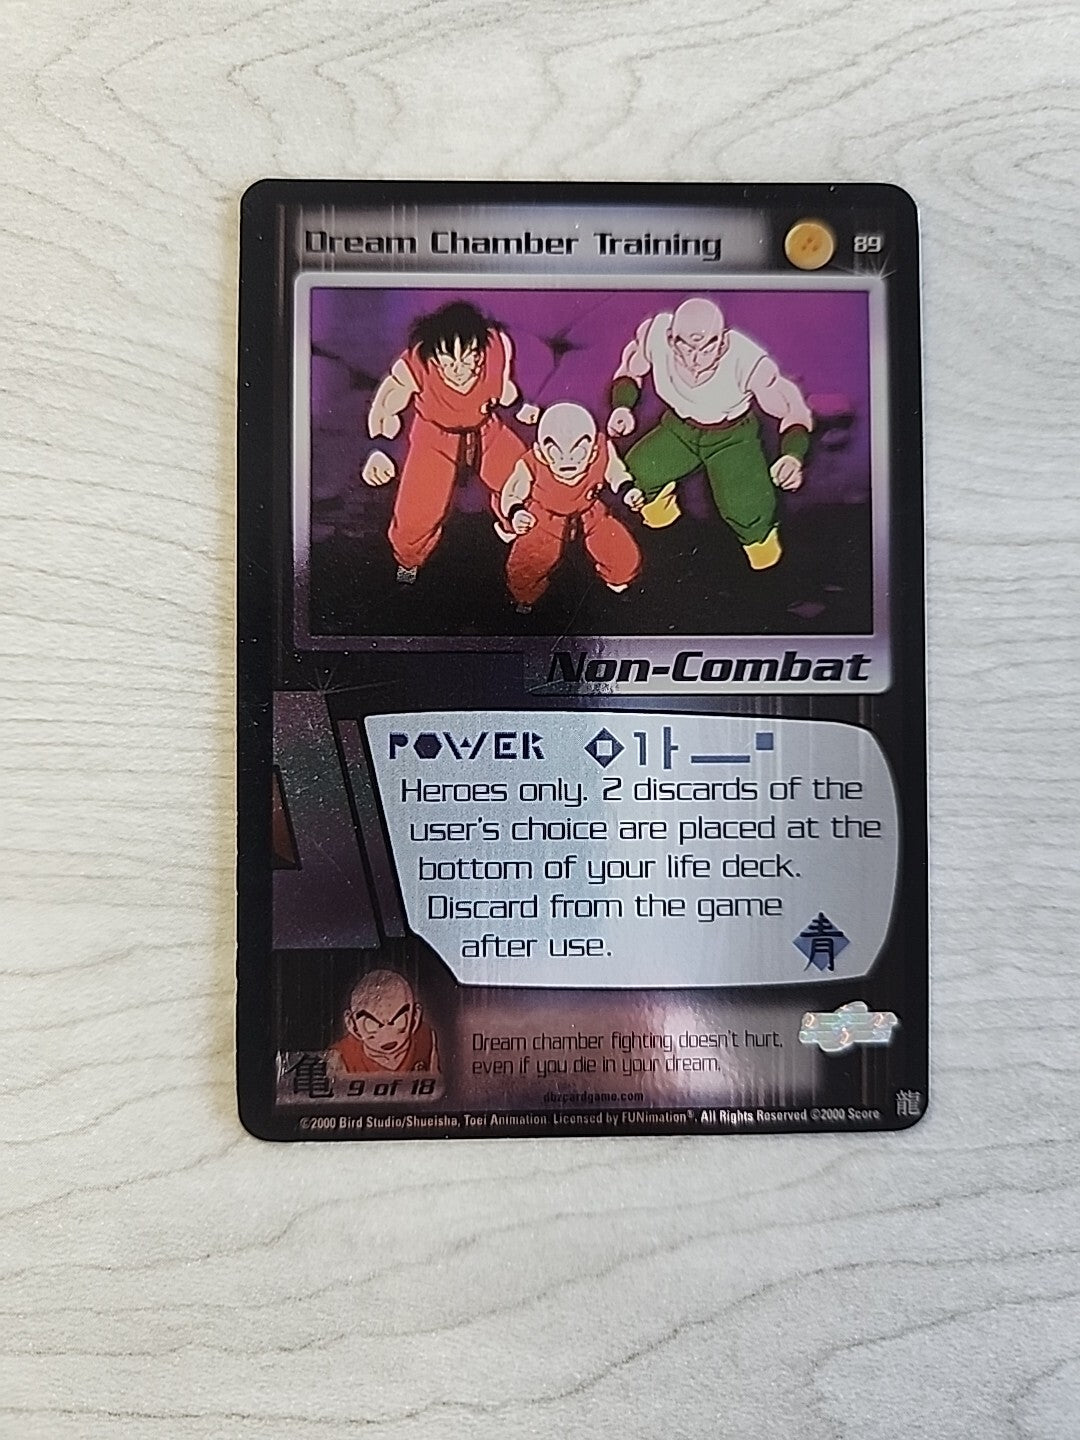 Dream Chamber Training 89
Non-Combat
POWER
Heroes only. 2 discards of the
user's choice are placed at the
bottom of your life deck.
Discard from the game
after use.
青
Dream chamber fighting doesn't hurt,
even if you die in your dream.
亀 9 of 18
dbzcardgame.com
©2000 Bird Studio/Shueisha, Toei Animation. Licensed by FUNimation®. All Rights Reserved ©2000 Score
龍